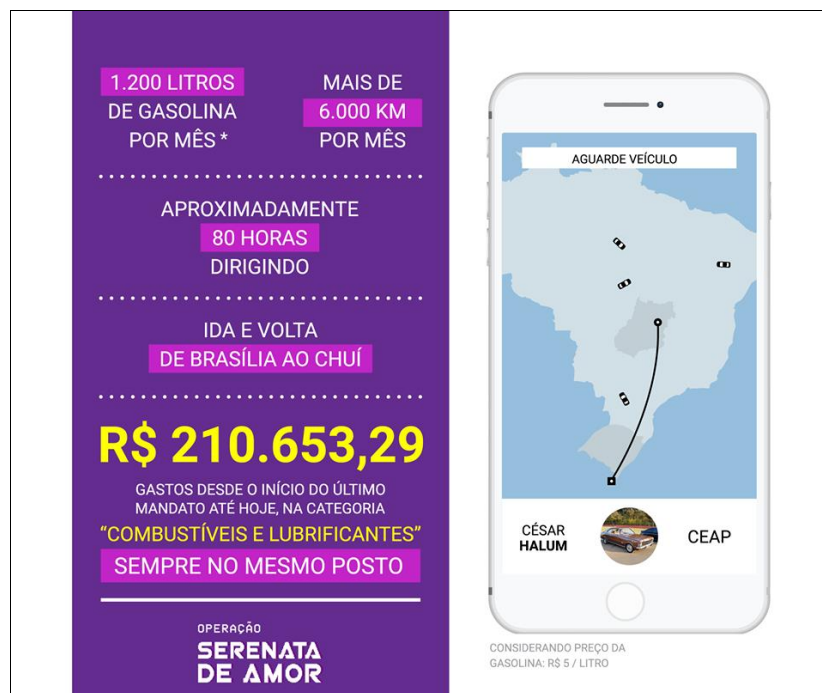 1.200 LITROS
DE GASOLINA
POR MÊS *
MAIS DE
6.000 KM
POR MÊS
APROXIMADAMENTE
80 HORAS
DIRIGINDO
IDA E VOLTA
DE BRASÍLIA AO CHUÍ
R$ 210.653,29
GASTOS DESDE O INÍCIO DO ÚLTIMO
MANDATO ATÉ HOJE, NA CATEGORIA
“COMBUSTÍVEIS E LUBRIFICANTES”
SEMPRE NO MESMO POSTO
OPERAÇÃO
SERENATA
DE AMOR
AGUARDE VEÍCULO
CÉSAR
HALUM
CEAP
CONSIDERANDO PREÇO DA
GASOLINA: R$ 5 / LITRO